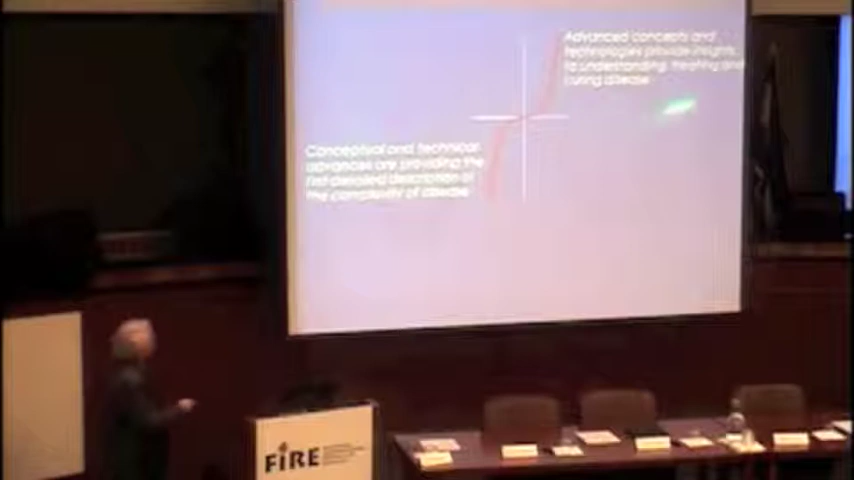 Advanced concepts and
technologies provide insights
to understanding, treating and
curing disease
Conceptual and technical
advances are providing the
first detailed description of
the complexity of disease
FiRE